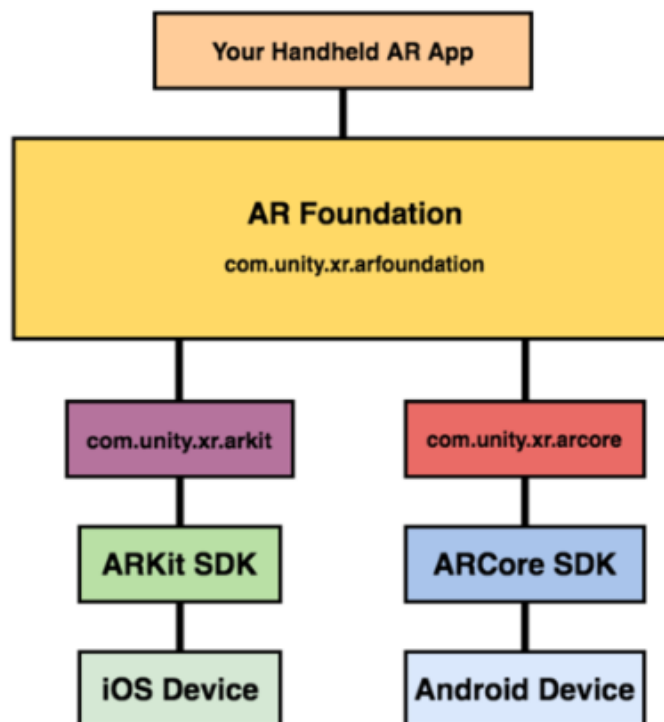 Your Handheld AR App
AR Foundation
com.unity.xr.arfoundation
com.unity.xr.arkit
com.unity.xr.arcore
ARKit SDK
ARCore SDK
iOS Device
Android Device